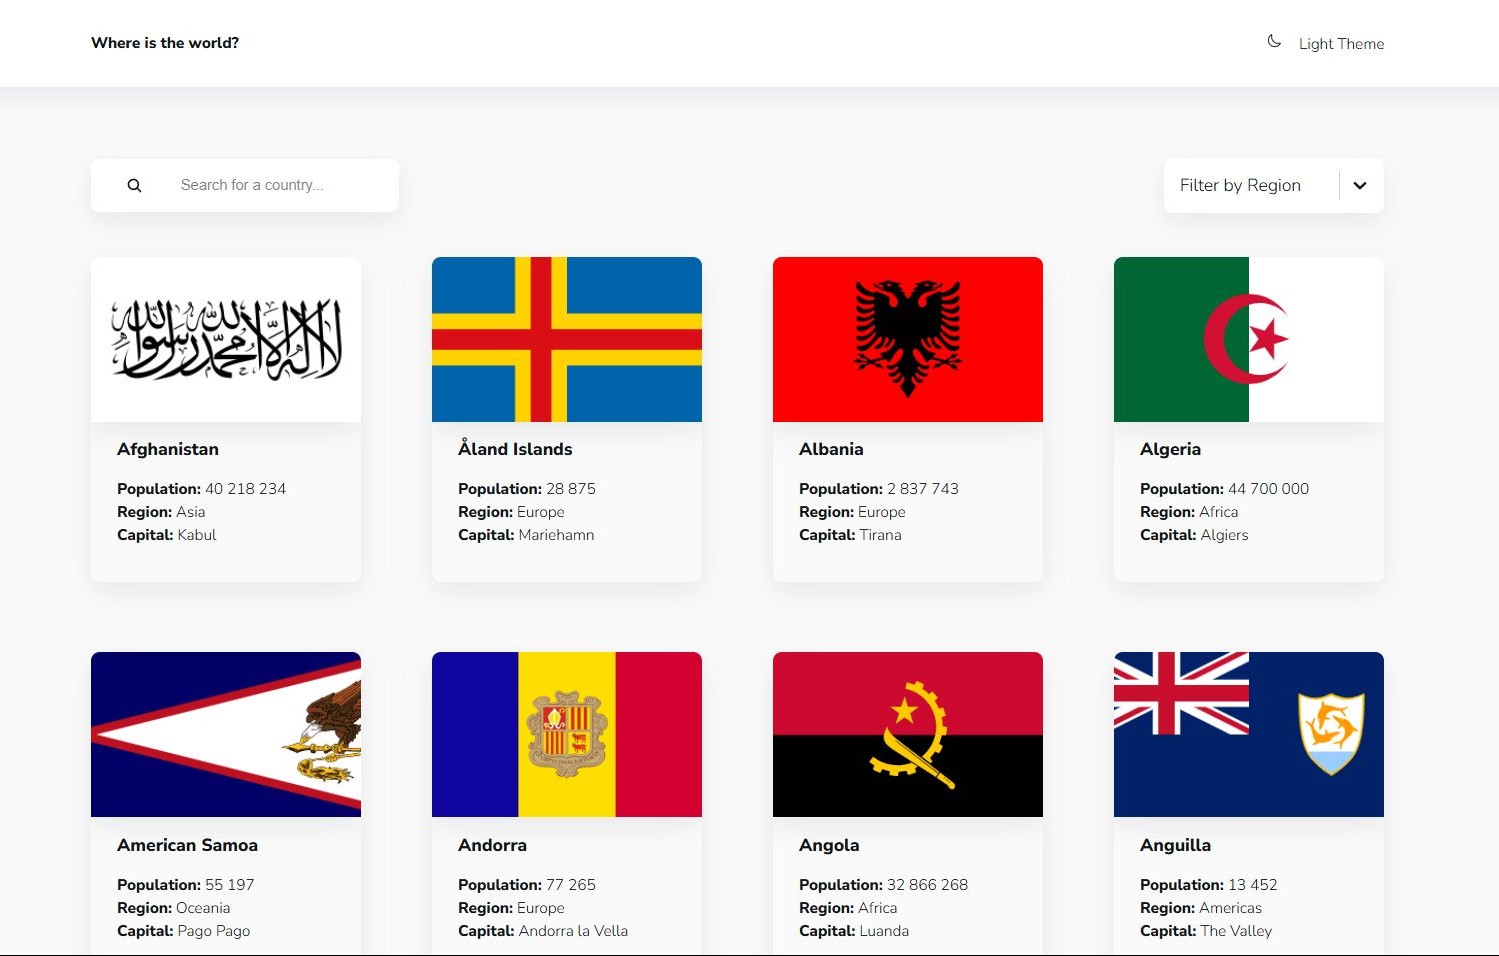 Where is the world?
Light Theme
Search for a country...
Filter by Region
لا إله إلا الله محمد رسول الله
Afghanistan
Population: 40 218 234
Region: Asia
Capital: Kabul
Åland Islands
Population: 28 875
Region: Europe
Capital: Mariehamn
Albania
Population: 2 837 743
Region: Europe
Capital: Tirana
Algeria
Population: 44 700 000
Region: Africa
Capital: Algiers
American Samoa
Population: 55 197
Region: Oceania
Capital: Pago Pago
Andorra
Population: 77 265
Region: Europe
Capital: Andorra la Vella
Angola
Population: 32 866 268
Region: Africa
Capital: Luanda
Anguilla
Population: 13 452
Region: Americas
Capital: The Valley